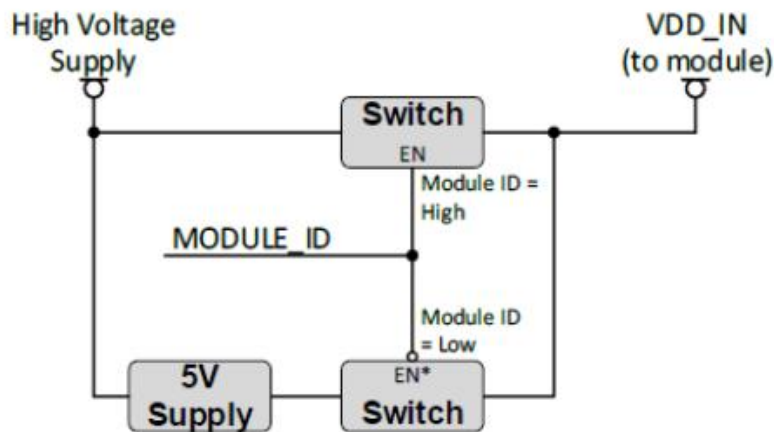 High Voltage
Supply
VDD_IN
(to module)
Switch
EN
Module ID =
High
MODULE_ID
Module ID
= Low
5V
Supply
EN*
Switch